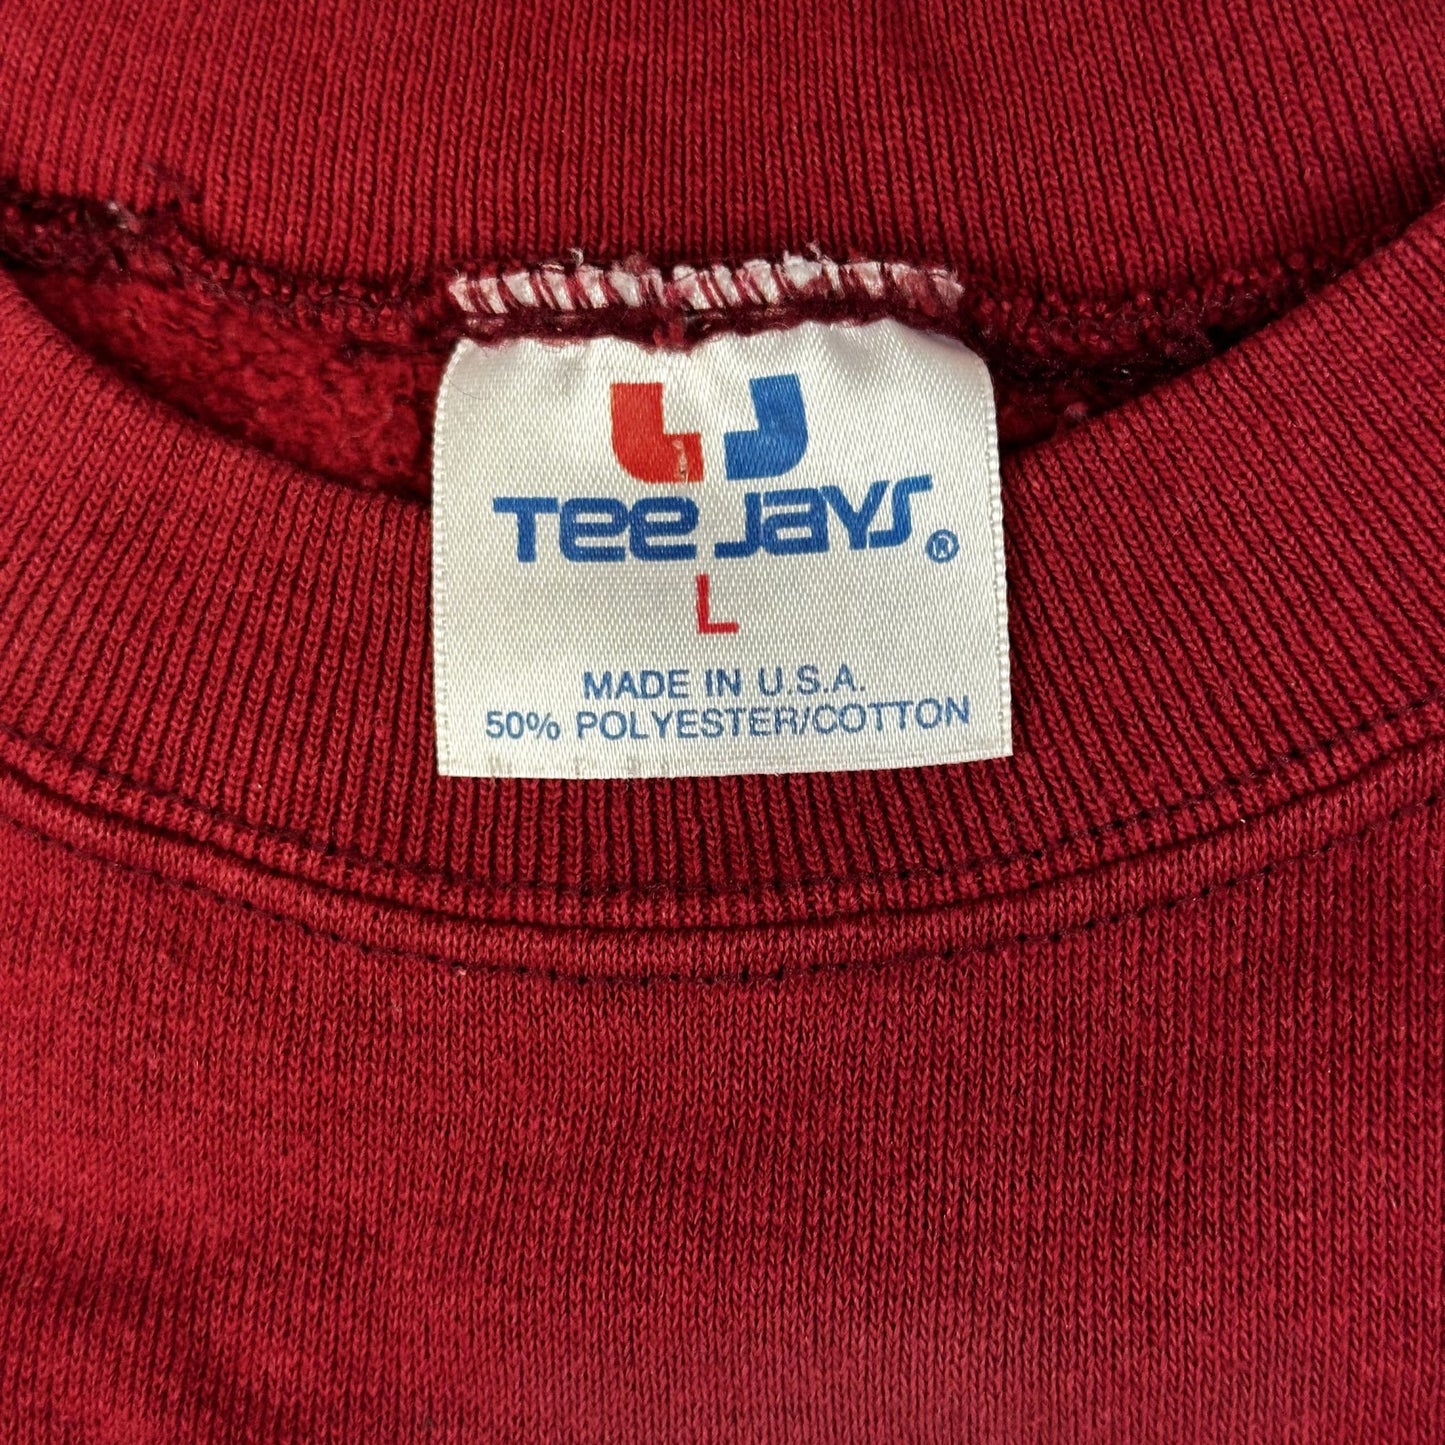 Tee Jays®
L
MADE IN U.S.A.
50% POLYESTER/COTTON